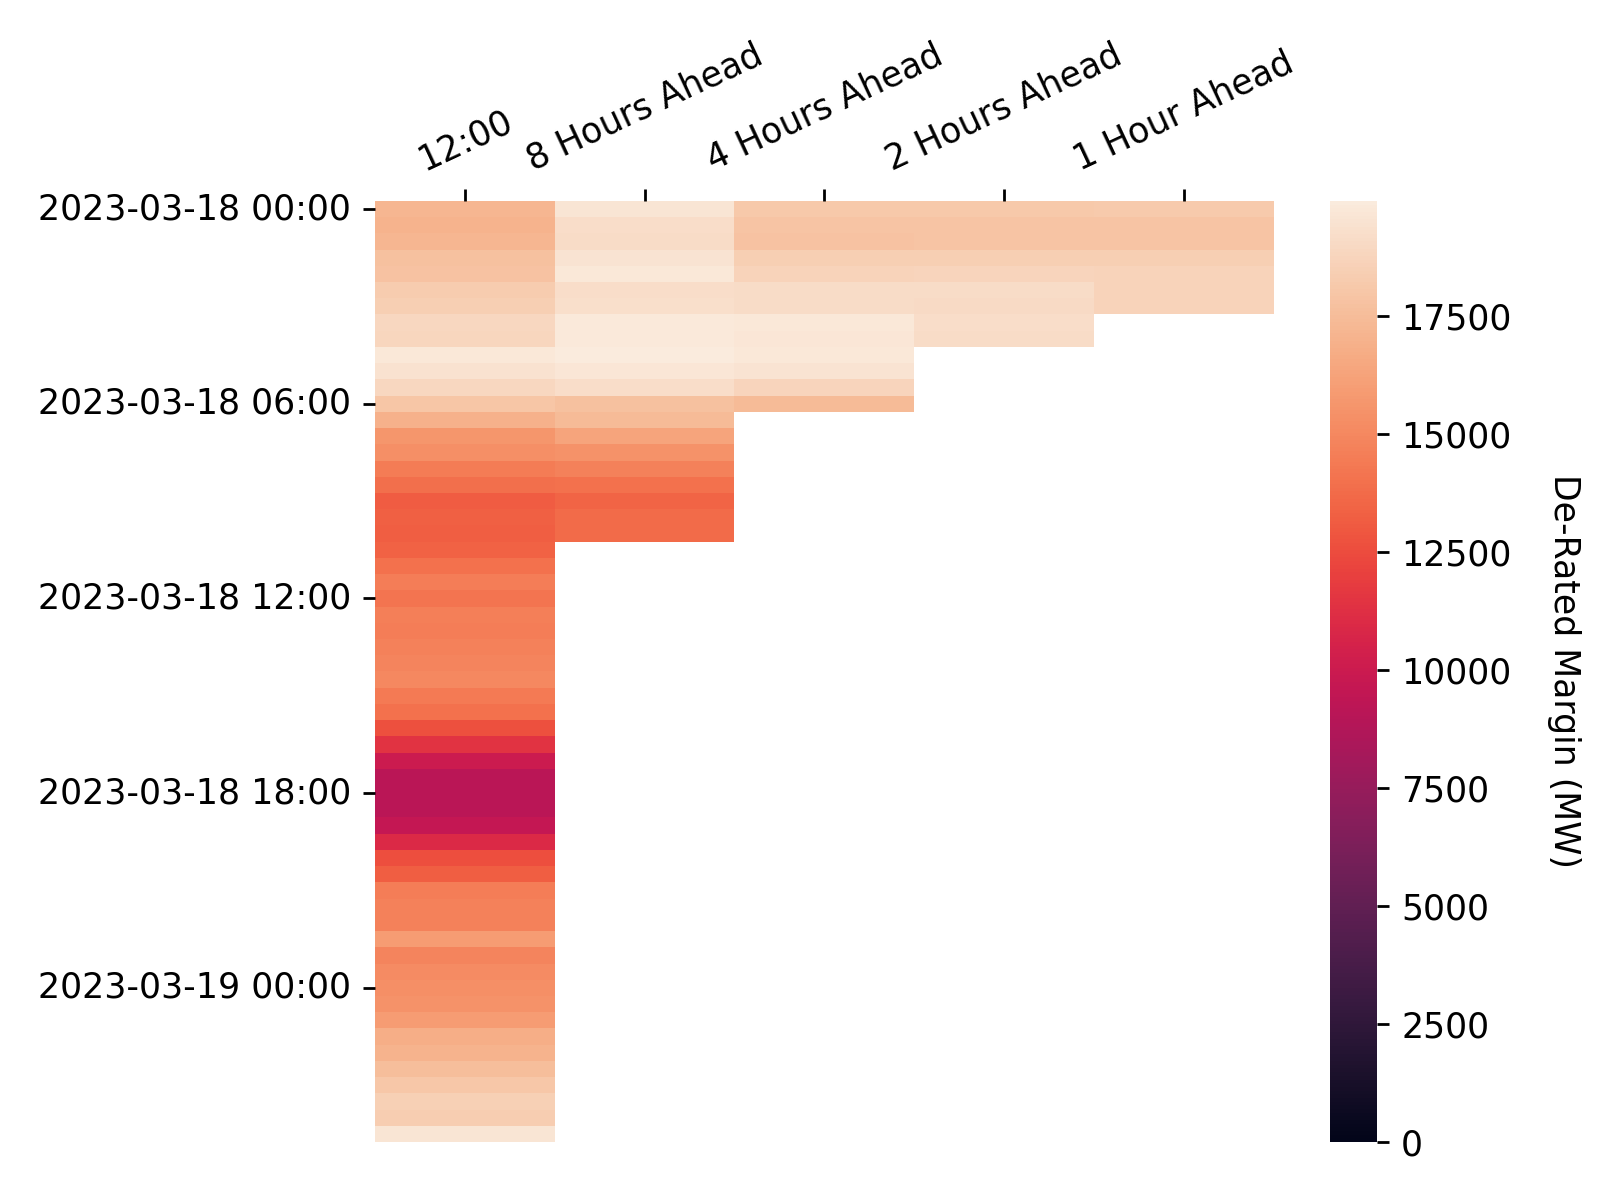 12:00
8 Hours Ahead
4 Hours Ahead
2 Hours Ahead
1 Hour Ahead
2023-03-18 00:00
2023-03-18 06:00
2023-03-18 12:00
2023-03-18 18:00
2023-03-19 00:00
17500
15000
12500
10000
7500
5000
2500
0
De-Rated Margin (MW)